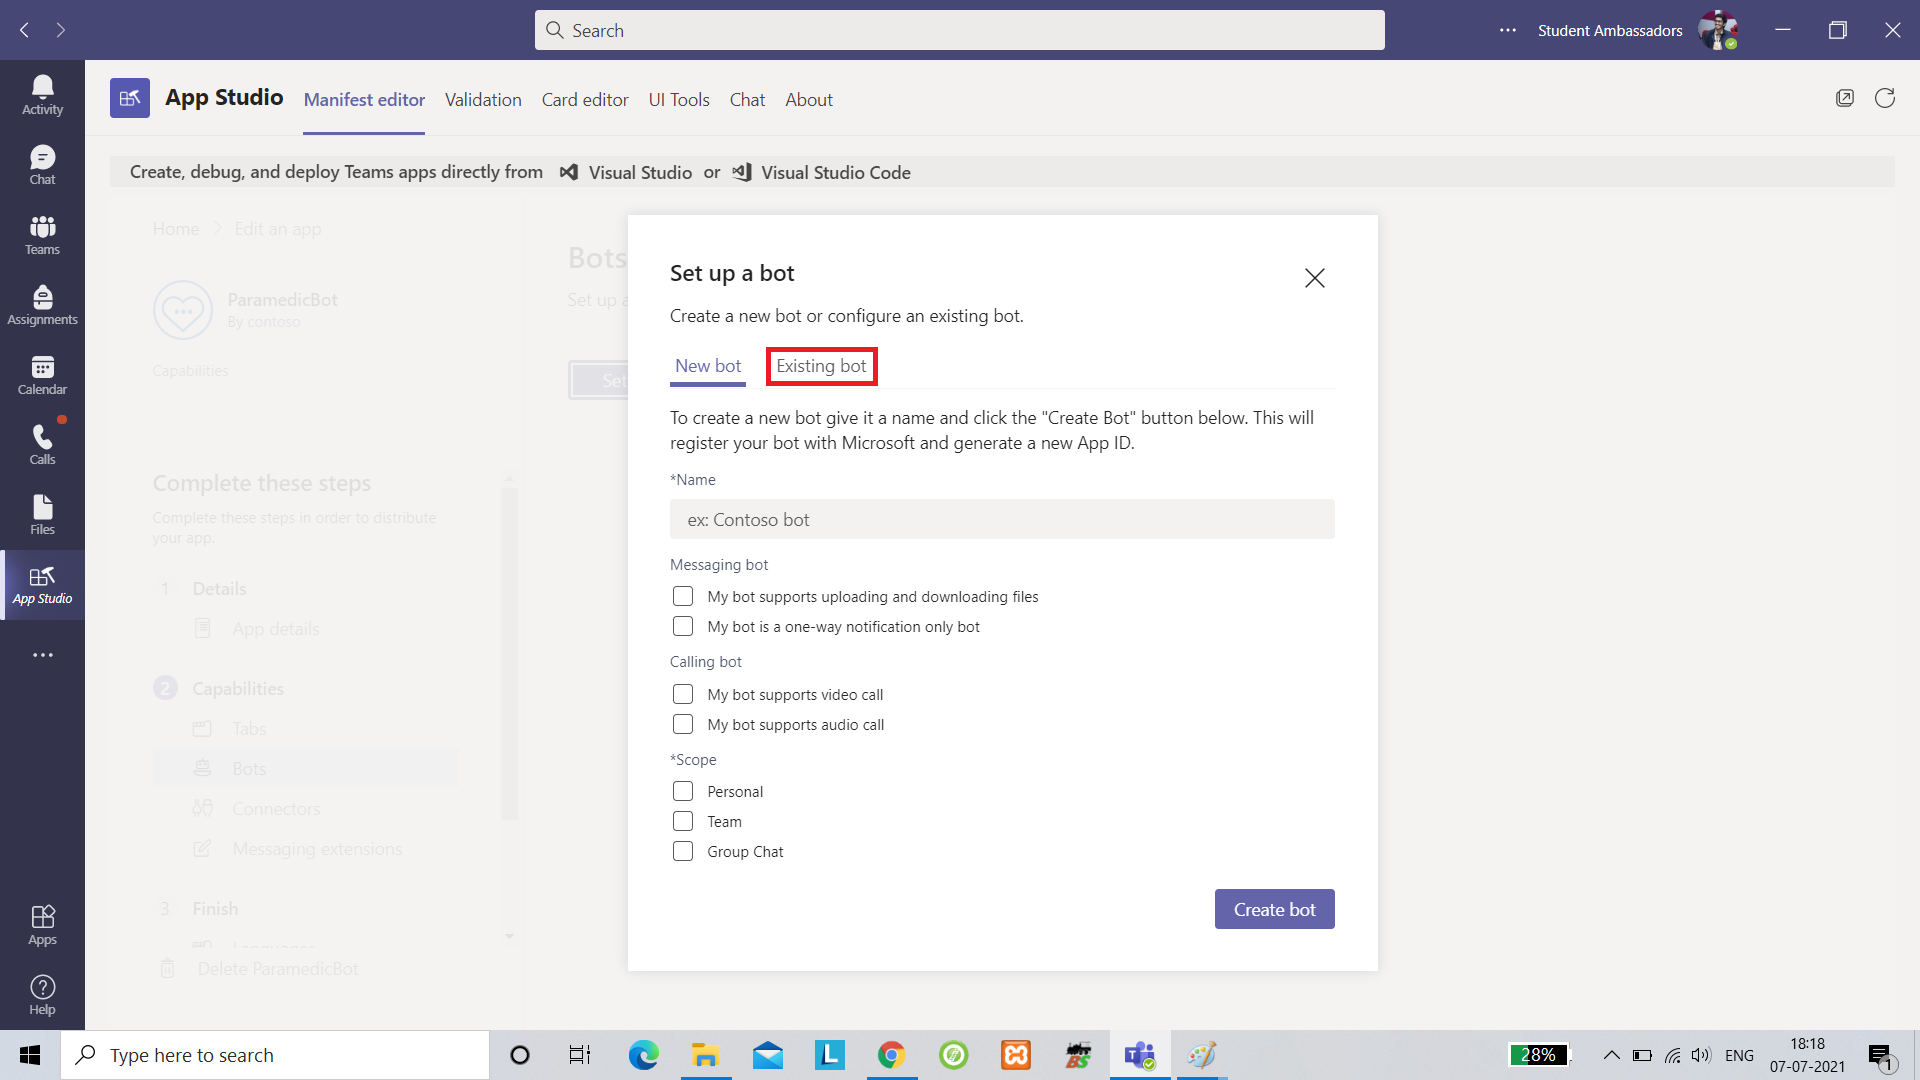 Search
Student Ambassadors
Activity
Chat
Teams
Assignments
Calendar
Calls
Files
App Studio
Apps
Help
App Studio
Manifest editor
Validation
Card editor
UI Tools
Chat
About
Create, debug, and deploy Teams apps directly from Visual Studio or Visual Studio Code
Home > Edit an app
ParamedicBot
By contoso
Capabilities
Complete these steps
Complete these steps in order to distribute
your app.
1 Details
App details
2 Capabilities
Tabs
Bots
Connectors
Messaging extensions
3 Finish
Languages
Delete ParamedicBot
Bots
Set up a
Set
Set up a bot
Create a new bot or configure an existing bot.
New bot
Existing bot
To create a new bot give it a name and click the "Create Bot" button below. This will
register your bot with Microsoft and generate a new App ID.
*Name
ex: Contoso bot
Messaging bot
My bot supports uploading and downloading files
My bot is a one-way notification only bot
Calling bot
My bot supports video call
My bot supports audio call
*Scope
Personal
Team
Group Chat
Create bot
Type here to search
L
BS
T
28%
ENG
18:18
07-07-2021
1